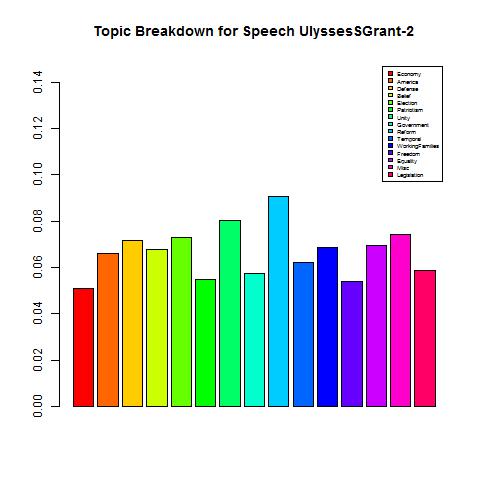 Topic Breakdown for Speech UlyssesSGrant-2
0.14
0.12
0.10
0.08
0.06
0.04
0.02
0.00
Economy
America
Defense
Belief
Election
Patriotism
Unity
Government
Reform
Temporal
WorkingFamilies
Freedom
Equality
Misc
Legislation